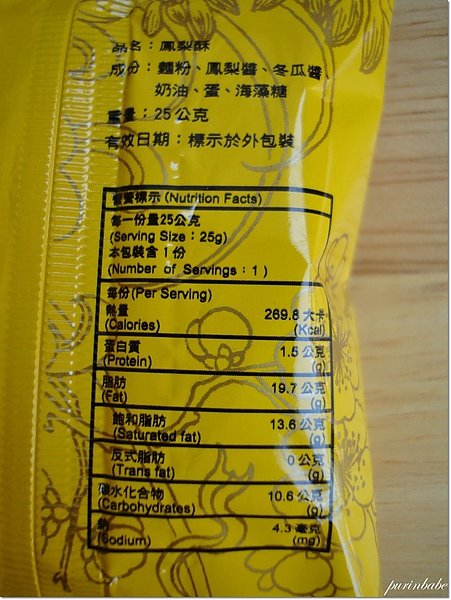 品名：鳳梨酥
成分：麵粉、鳳梨醬、冬瓜醬、
奶油、蛋、海藻糖
重量：25公克
有效日期：標示於外包裝
營養標示 (Nutrition Facts)
每一份量25公克
(Serving Size：25g)
本包裝含 1 份
(Number of Servings：1)
每份(Per Serving)
熱量 269.8 大卡
(Calories) (Kcal)
蛋白質 1.5 公克
(Protein) (g)
脂肪 19.7 公克
(Fat) (g)
飽和脂肪 13.6 公克
(Saturated fat) (g)
反式脂肪 0 公克
(Trans fat) (g)
碳水化合物 10.6 公克
(Carbohydrates) (g)
鈉 4.3 毫克
(Sodium) (mg)
purinbabe